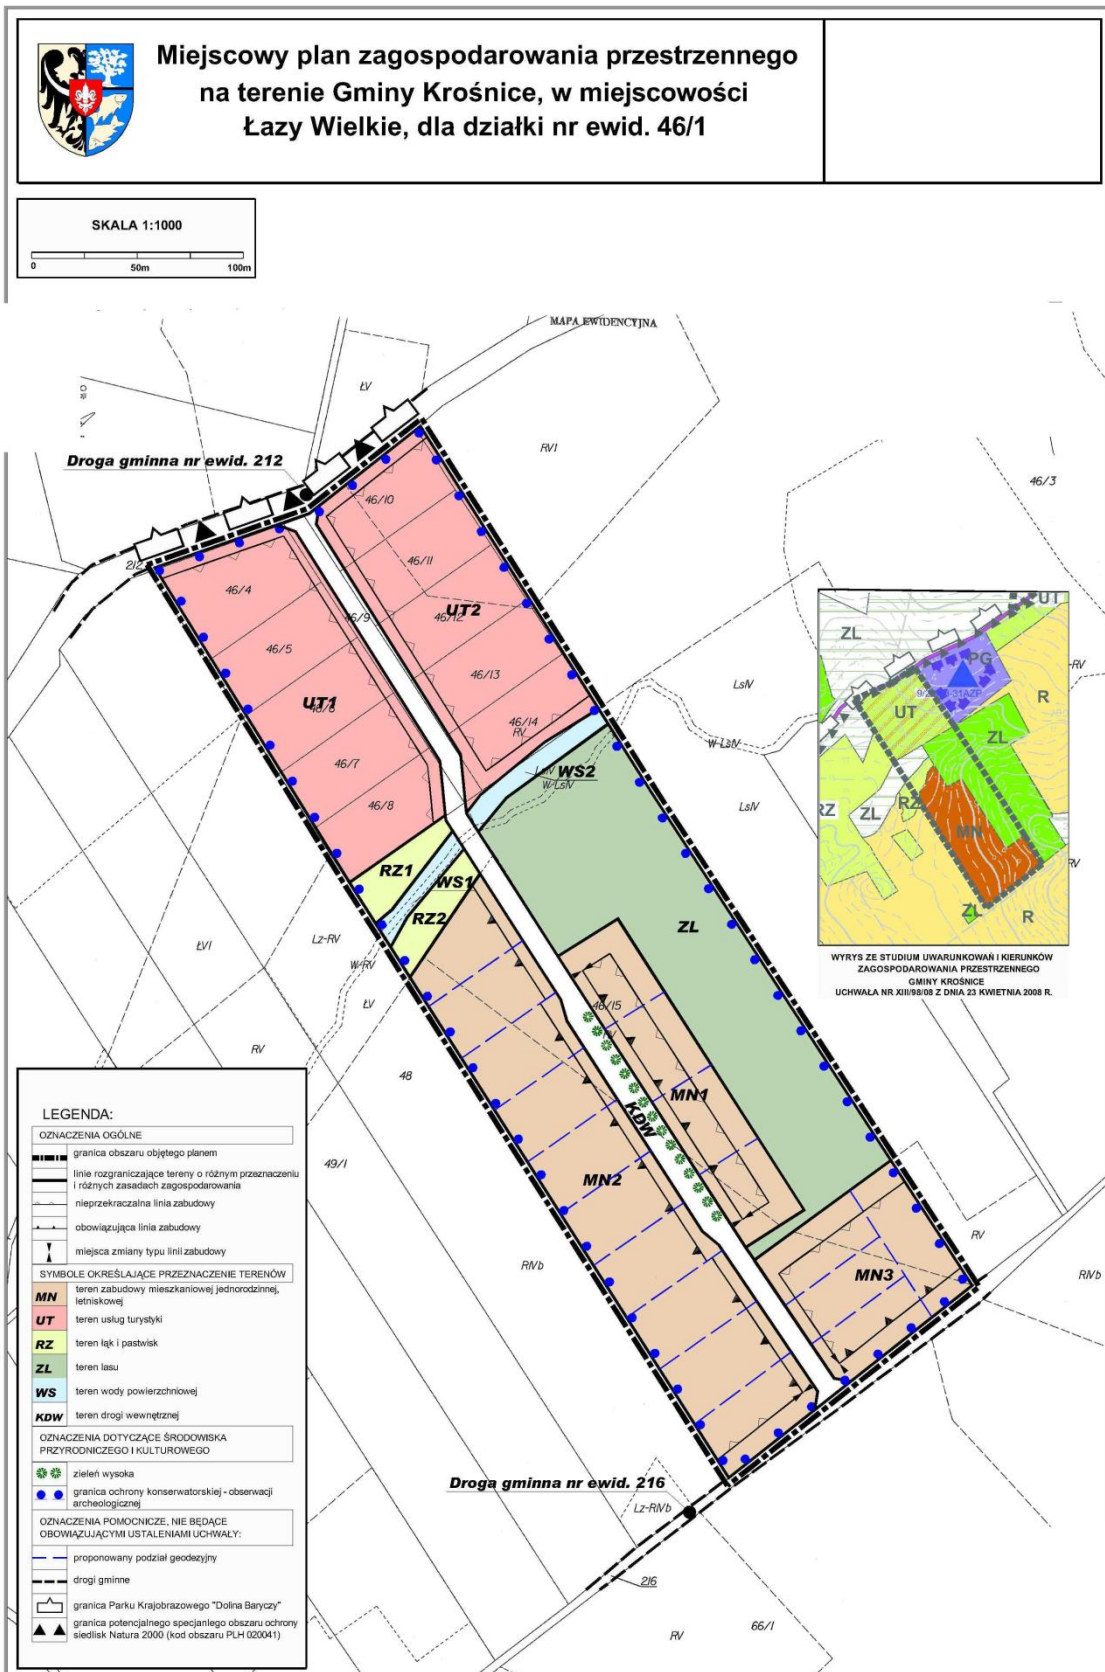 Miejscowy plan zagospodarowania przestrzennego
na terenie Gminy Krośnice, w miejscowości
Łazy Wielkie, dla działki nr ewid. 46/1
SKALA 1:1000
0 50m 100m
MAPA EWIDENCYJNA
ŁV
RVI
46/3
Droga gminna nr ewid. 212
212
46/10
46/11
46/12
UT2
46/13
46/14
RV
46/4
46/9
46/5
UT1
46/6
46/7
46/8
LsIV
W-LsIV
WS2
LsIV
W-LsIV
LsIV
RV
RV
RZ1
WS1
RZ2
ZL
ŁVI
Lz-RV
W-RV
ŁV
RV
48
46/15
RV
MN1
KDW
MN2
49/1
RIVb
MN3
RV
RIVb
ZL
UT
PG
UT
R
ZL
RZ
RZ
ZL
MN
ZL
R
WYRYS ZE STUDIUM UWARUNKOWAŃ I KIERUNKÓW
ZAGOSPODAROWANIA PRZESTRZENNEGO
GMINY KROŚNICE
UCHWAŁA NR XIII/98/08 Z DNIA 23 KWIETNIA 2008 R.
LEGENDA:
OZNACZENIA OGÓLNE
granica obszaru objętego planem
linie rozgraniczające tereny o różnym przeznaczeniu
i różnych zasadach zagospodarowania
nieprzekraczalna linia zabudowy
obowiązująca linia zabudowy
miejsca zmiany typu linii zabudowy
SYMBOLE OKREŚLAJĄCE PRZEZNACZENIE TERENÓW
MN teren zabudowy mieszkaniowej jednorodzinnej,
letniskowej
UT teren usług turystyki
RZ teren łąk i pastwisk
ZL teren lasu
WS teren wody powierzchniowej
KDW teren drogi wewnętrznej
OZNACZENIA DOTYCZĄCE ŚRODOWISKA
PRZYRODNICZEGO I KULTUROWEGO
zieleń wysoka
granica ochrony konserwatorskiej - obserwacji
archeologicznej
OZNACZENIA POMOCNICZE, NIE BĘDĄCE
OBOWIĄZUJĄCYMI USTALENIAMI UCHWAŁY:
proponowany podział geodezyjny
drogi gminne
granica Parku Krajobrazowego "Dolina Baryczy"
granica potencjalnego specjanlego obszaru ochrony
siedlisk Natura 2000 (kod obszaru PLH 020041)
Droga gminna nr ewid. 216
Lz-RIVb
216
RV
66/1